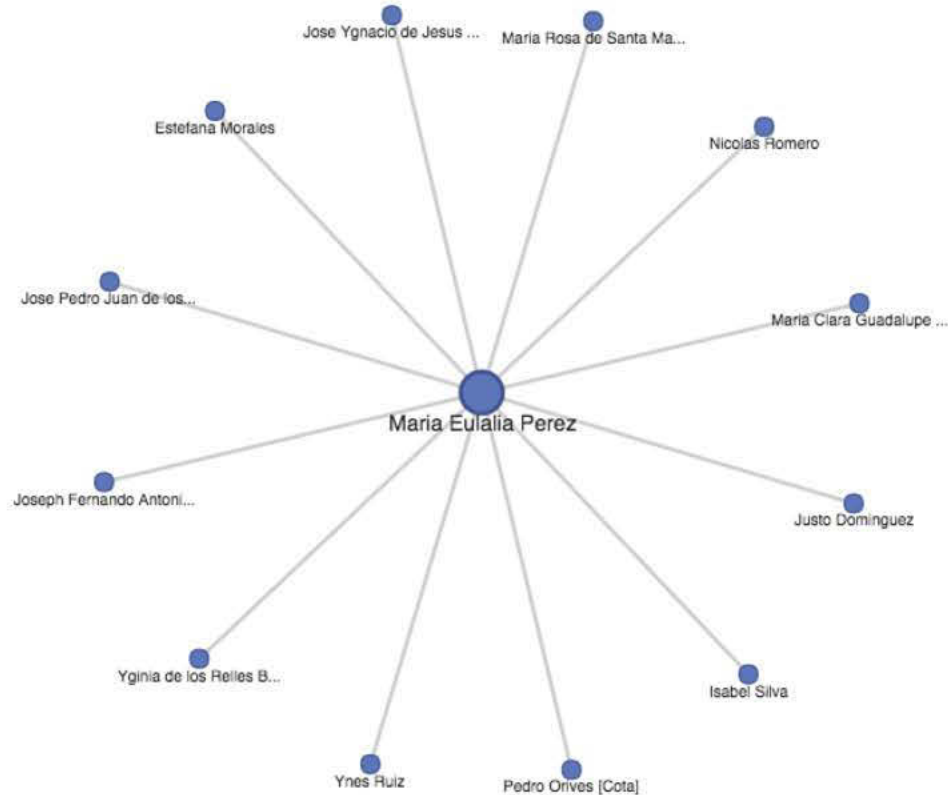 Jose Ygnacio de Jesus ...
Maria Rosa de Santa Ma...
Estefana Morales
Nicolas Romero
Jose Pedro Juan de los...
Maria Clara Guadalupe ...
Maria Eulalia Perez
Joseph Fernando Antoni...
Justo Dominguez
Yginia de los Relles B...
Isabel Silva
Ynes Ruiz
Pedro Orives [Cota]